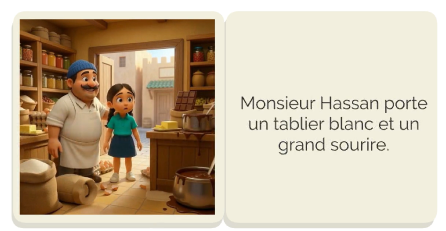 Monsieur Hassan porte
un tablier blanc et un
grand sourire.